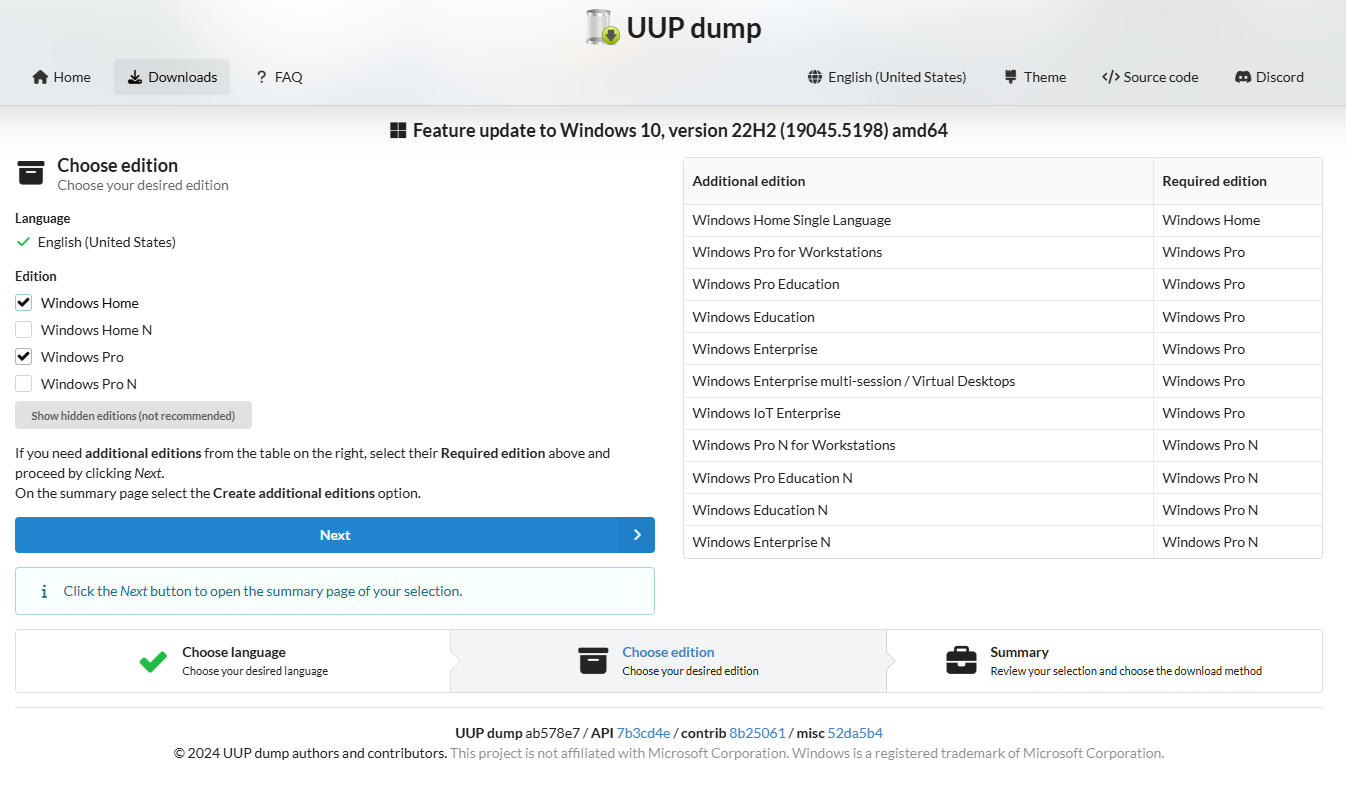 UUP dump
Home
Downloads
? FAQ
English (United States)
Theme
</> Source code
Discord
Feature update to Windows 10, version 22H2 (19045.5198) amd64
Choose edition
Choose your desired edition
Language
English (United States)
Edition
Windows Home
Windows Home N
Windows Pro
Windows Pro N
Show hidden editions (not recommended)
If you need additional editions from the table on the right, select their Required edition above and
proceed by clicking Next.
On the summary page select the Create additional editions option.
Next
i Click the Next button to open the summary page of your selection.
Additional edition Required edition
Windows Home Single Language Windows Home
Windows Pro for Workstations Windows Pro
Windows Pro Education Windows Pro
Windows Education Windows Pro
Windows Enterprise Windows Pro
Windows Enterprise multi-session / Virtual Desktops Windows Pro
Windows IoT Enterprise Windows Pro
Windows Pro N for Workstations Windows Pro N
Windows Pro Education N Windows Pro N
Windows Education N Windows Pro N
Windows Enterprise N Windows Pro N
Choose language
Choose your desired language
Choose edition
Choose your desired edition
Summary
Review your selection and choose the download method
UUP dump ab578e7 / API 7b3cd4e / contrib 8b25061 / misc 52da5b4
© 2024 UUP dump authors and contributors. This project is not affiliated with Microsoft Corporation. Windows is a registered trademark of Microsoft Corporation.